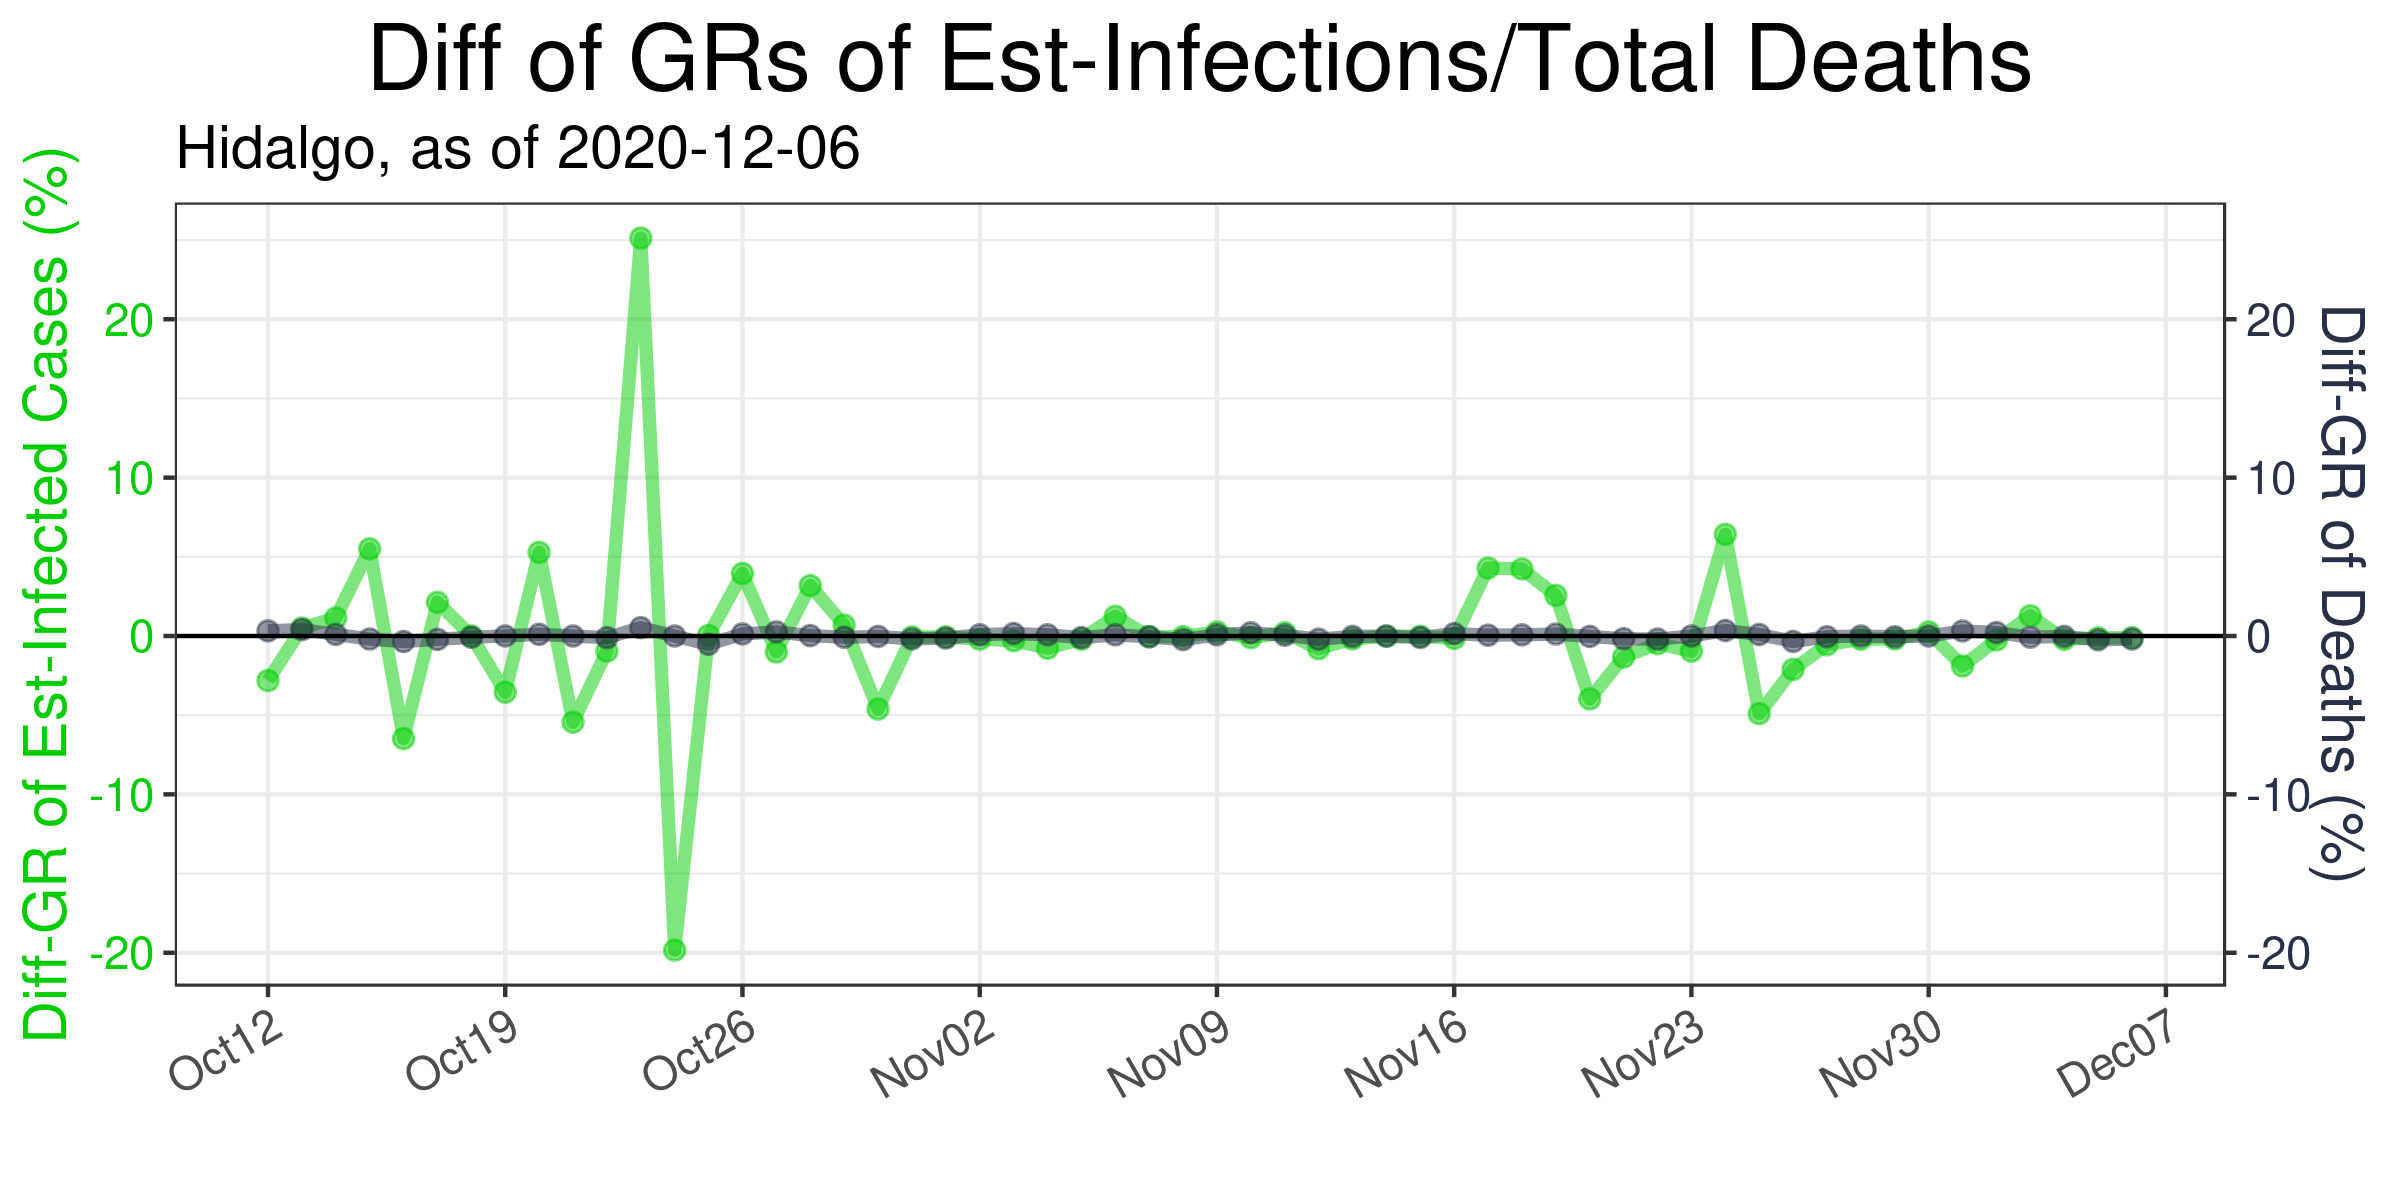 Diff of GRs of Est-Infections/Total Deaths
Hidalgo, as of 2020-12-06
Diff-GR of Est-Infected Cases (%)
20
10
0
-10
-20
20
10
0
-10
-20
Diff-GR of Deaths (%)
Oct12
Oct19
Oct26
Nov02
Nov09
Nov16
Nov23
Nov30
Dec07